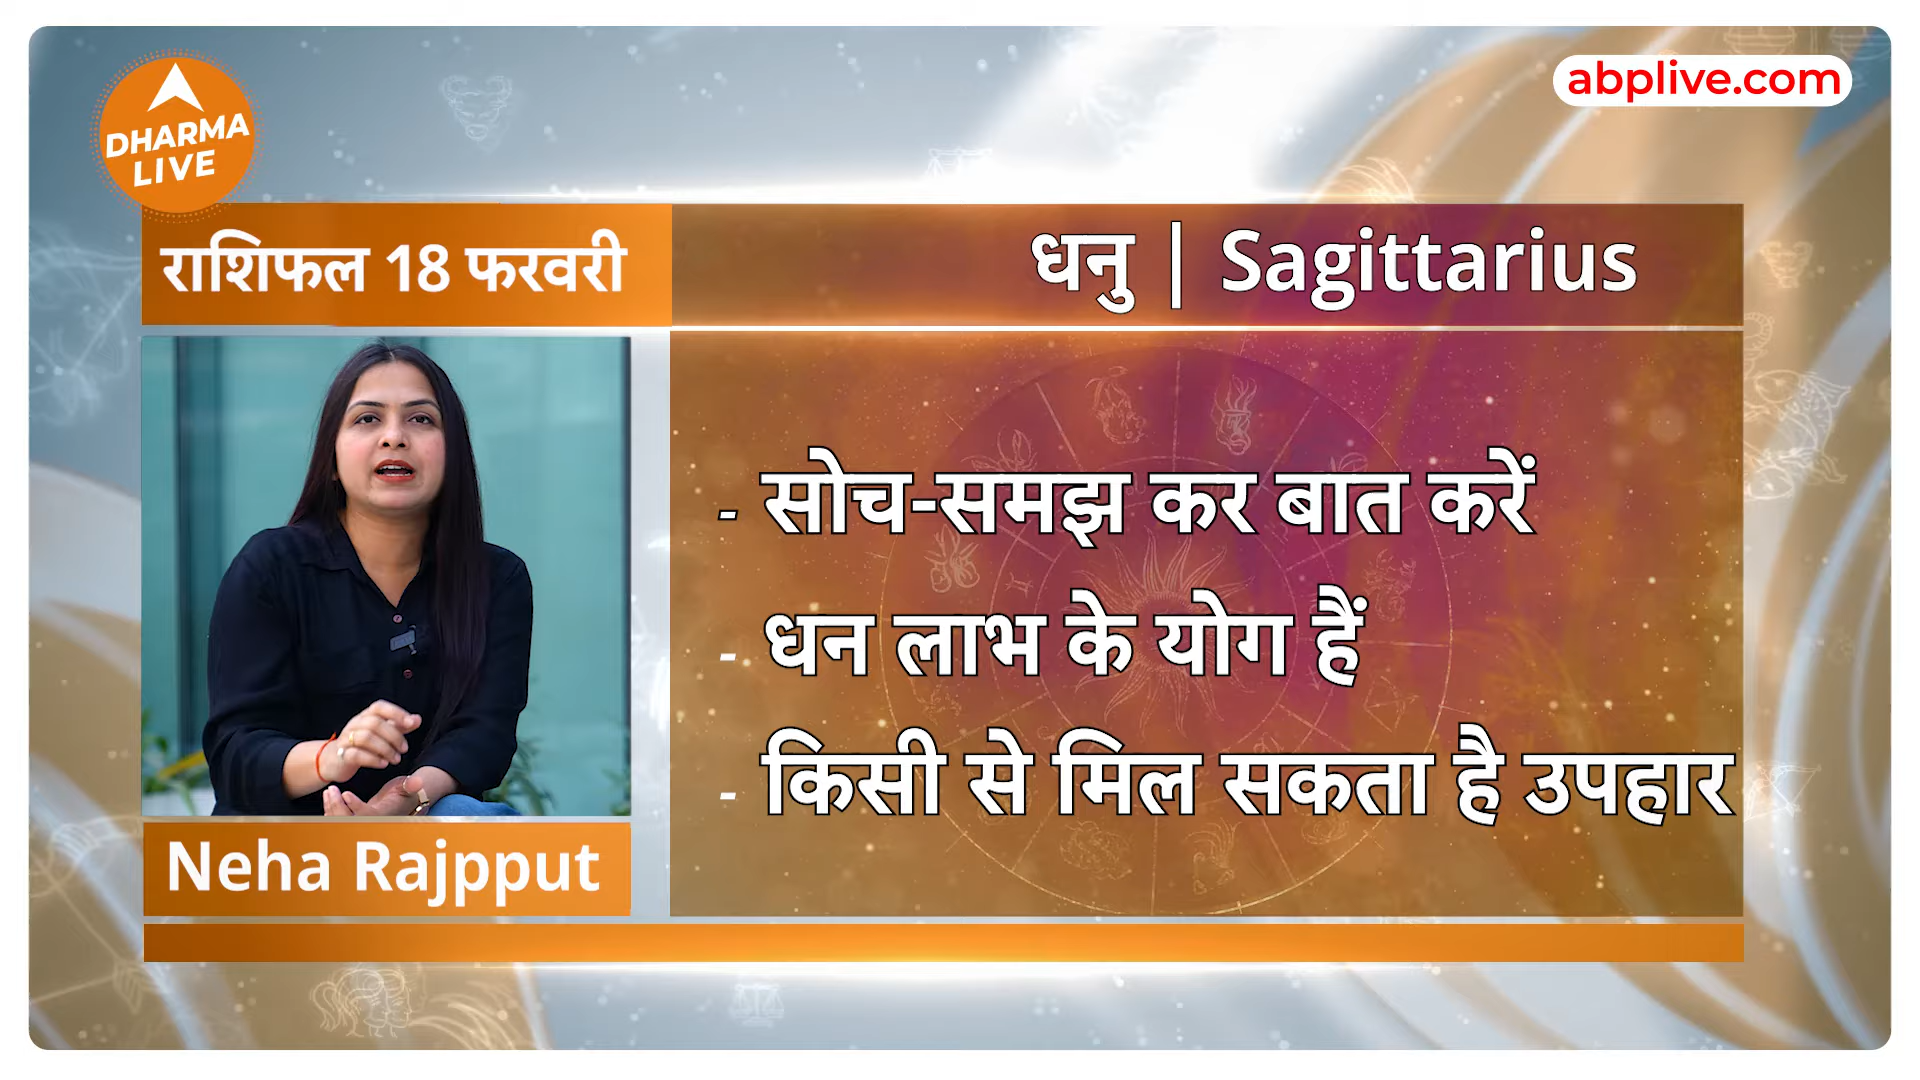 DHARMA
LIVE
abplive.com
राशिफल 18 फरवरी
धनु | Sagittarius
- सोच-समझ कर बात करें
- धन लाभ के योग हैं
- किसी से मिल सकता है उपहार
Neha Rajpput